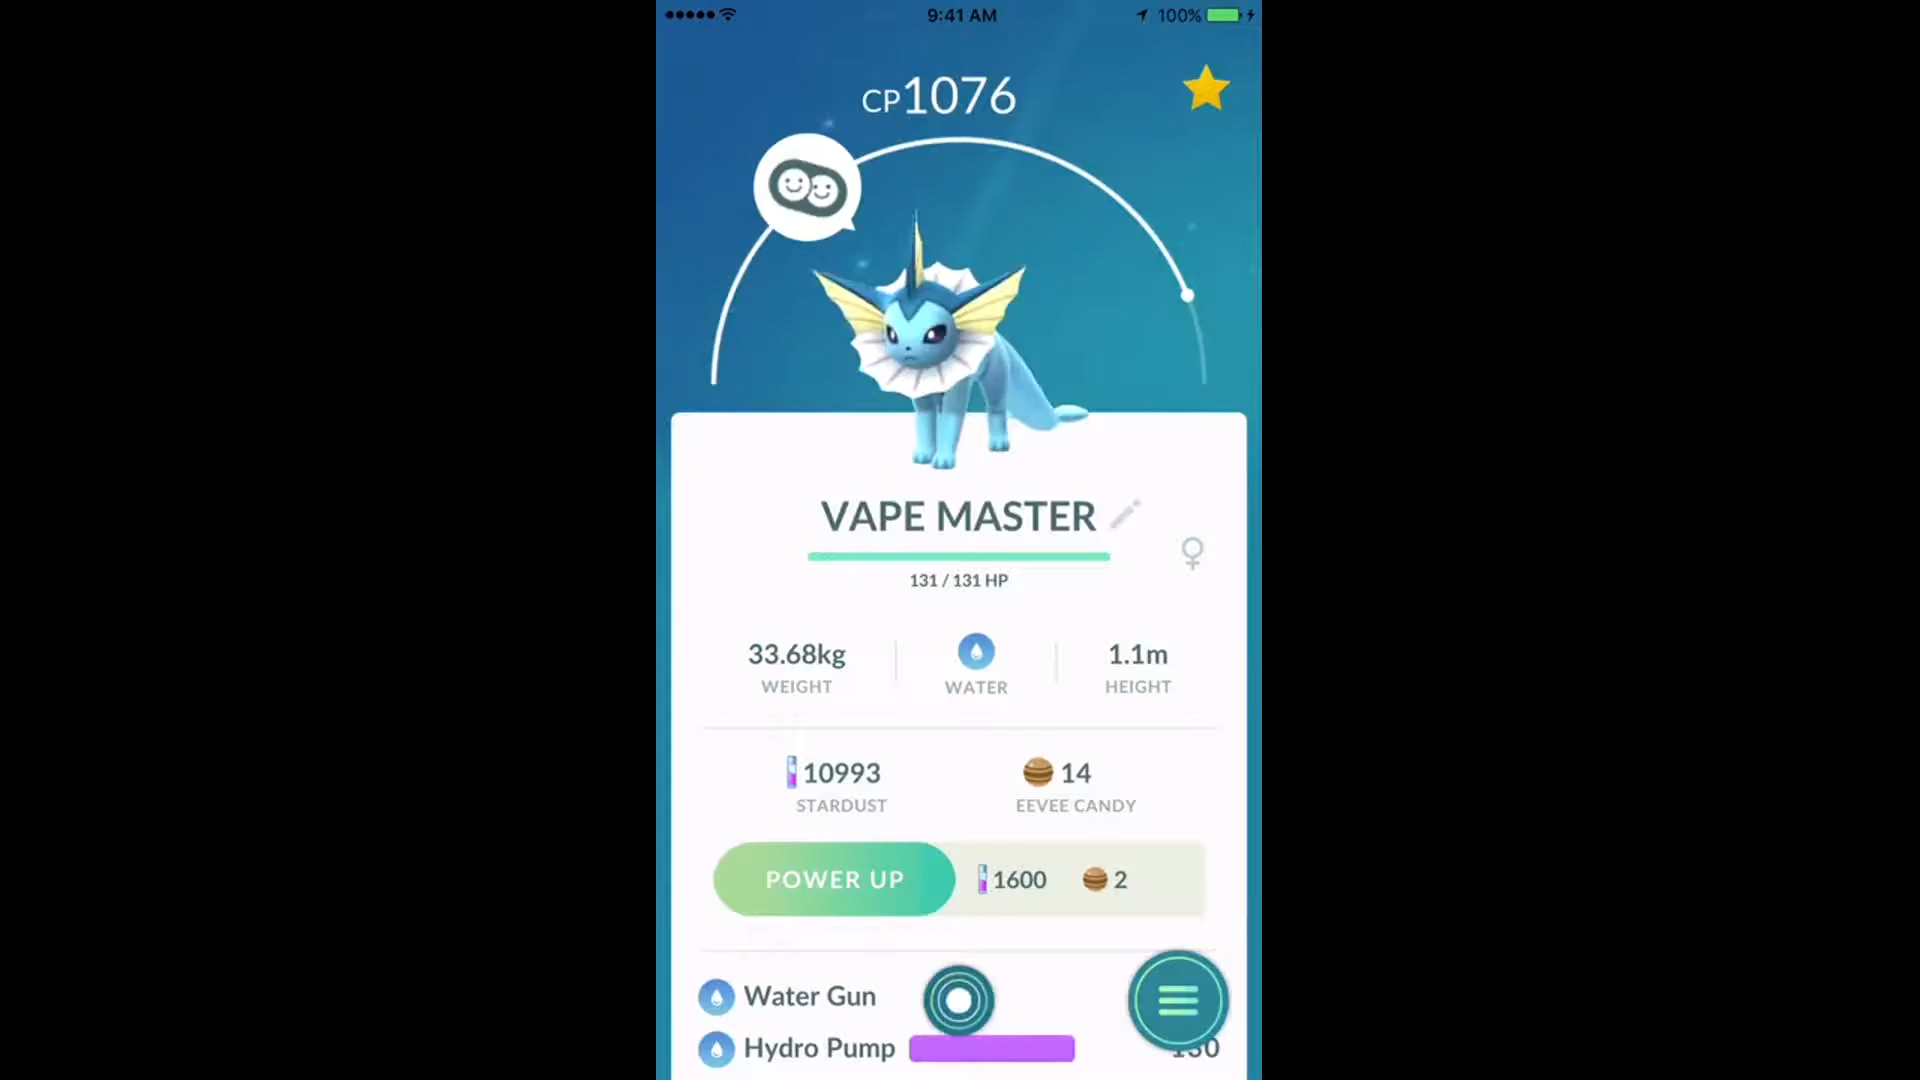 9:41 AM 100%
CP1076
VAPE MASTER
131 / 131 HP
33.68kg 1.1m
WEIGHT WATER HEIGHT
10993 14
STARDUST EEVEE CANDY
POWER UP 1600 2
Water Gun
Hydro Pump 130